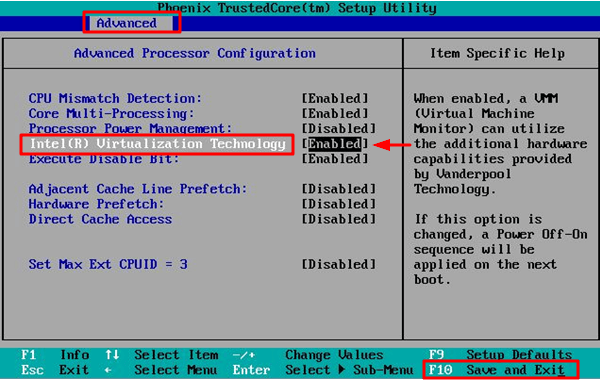 Phoenix TrustedCore(tm) Setup Utility
Advanced
Advanced Processor Configuration
Item Specific Help
CPU Mismatch Detection: [Enabled]
Core Multi-Processing: [Enabled]
Processor Power Management: [Disabled]
Intel(R) Virtualization Technology [Enabled]
Execute Disable Bit: [Enabled]
Adjacent Cache Line Prefetch: [Disabled]
Hardware Prefetch: [Disabled]
Direct Cache Access [Disabled]
Set Max Ext CPUID = 3 [Disabled]
When enabled, a VMM
(Virtual Machine
Monitor) can utilize
the additional hardware
capabilities provided
by Vanderpool
Technology.
If this option is
changed, a Power Off-On
sequence will be
applied on the next
boot.
F1 Info ↑↓ Select Item -/+ Change Values F9 Setup Defaults
Esc Exit ← Select Menu Enter Select ▶ Sub-Menu F10 Save and Exit